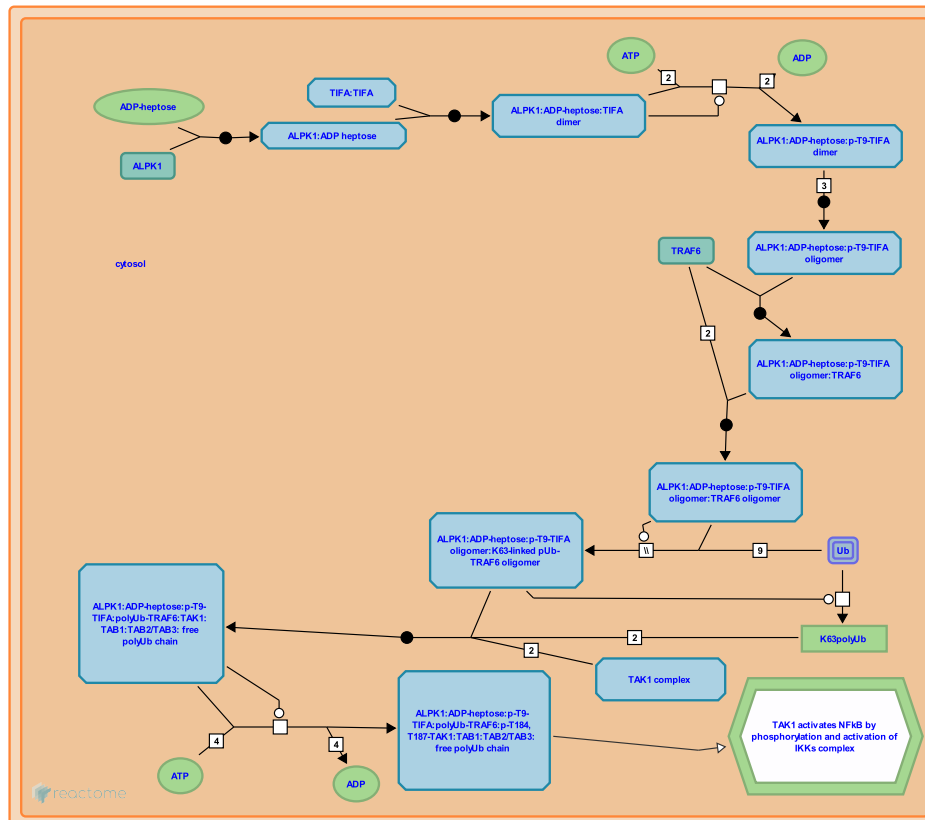 ATP
ADP
2
2
TIFA:TIFA
ADP-heptose
ALPK1:ADP-heptose:TIFA
dimer
ALPK1:ADP heptose
ALPK1:ADP-heptose:p-T9-TIFA
dimer
ALPK1
3
TRAF6
ALPK1:ADP-heptose:p-T9-TIFA
oligomer
cytosol
2
ALPK1:ADP-heptose:p-T9-TIFA
oligomer:TRAF6
ALPK1:ADP-heptose:p-T9-TIFA
oligomer:TRAF6 oligomer
ALPK1:ADP-heptose:p-T9-TIFA
oligomer:K63-linked pUb-
TRAF6 oligomer
\\
9
Ub
ALPK1:ADP-heptose:p-T9-
TIFA:polyUb-TRAF6:TAK1:
TAB1:TAB2/TAB3: free
polyUb chain
2
K63polyUb
2
TAK1 complex
ALPK1:ADP-heptose:p-T9-
TIFA:polyUb-TRAF6:p-T184,
T187-TAK1:TAB1:TAB2/TAB3:
free polyUb chain
TAK1 activates NFkB by
phosphorylation and activation of
IKKs complex
4
4
ATP
ADP
reactome